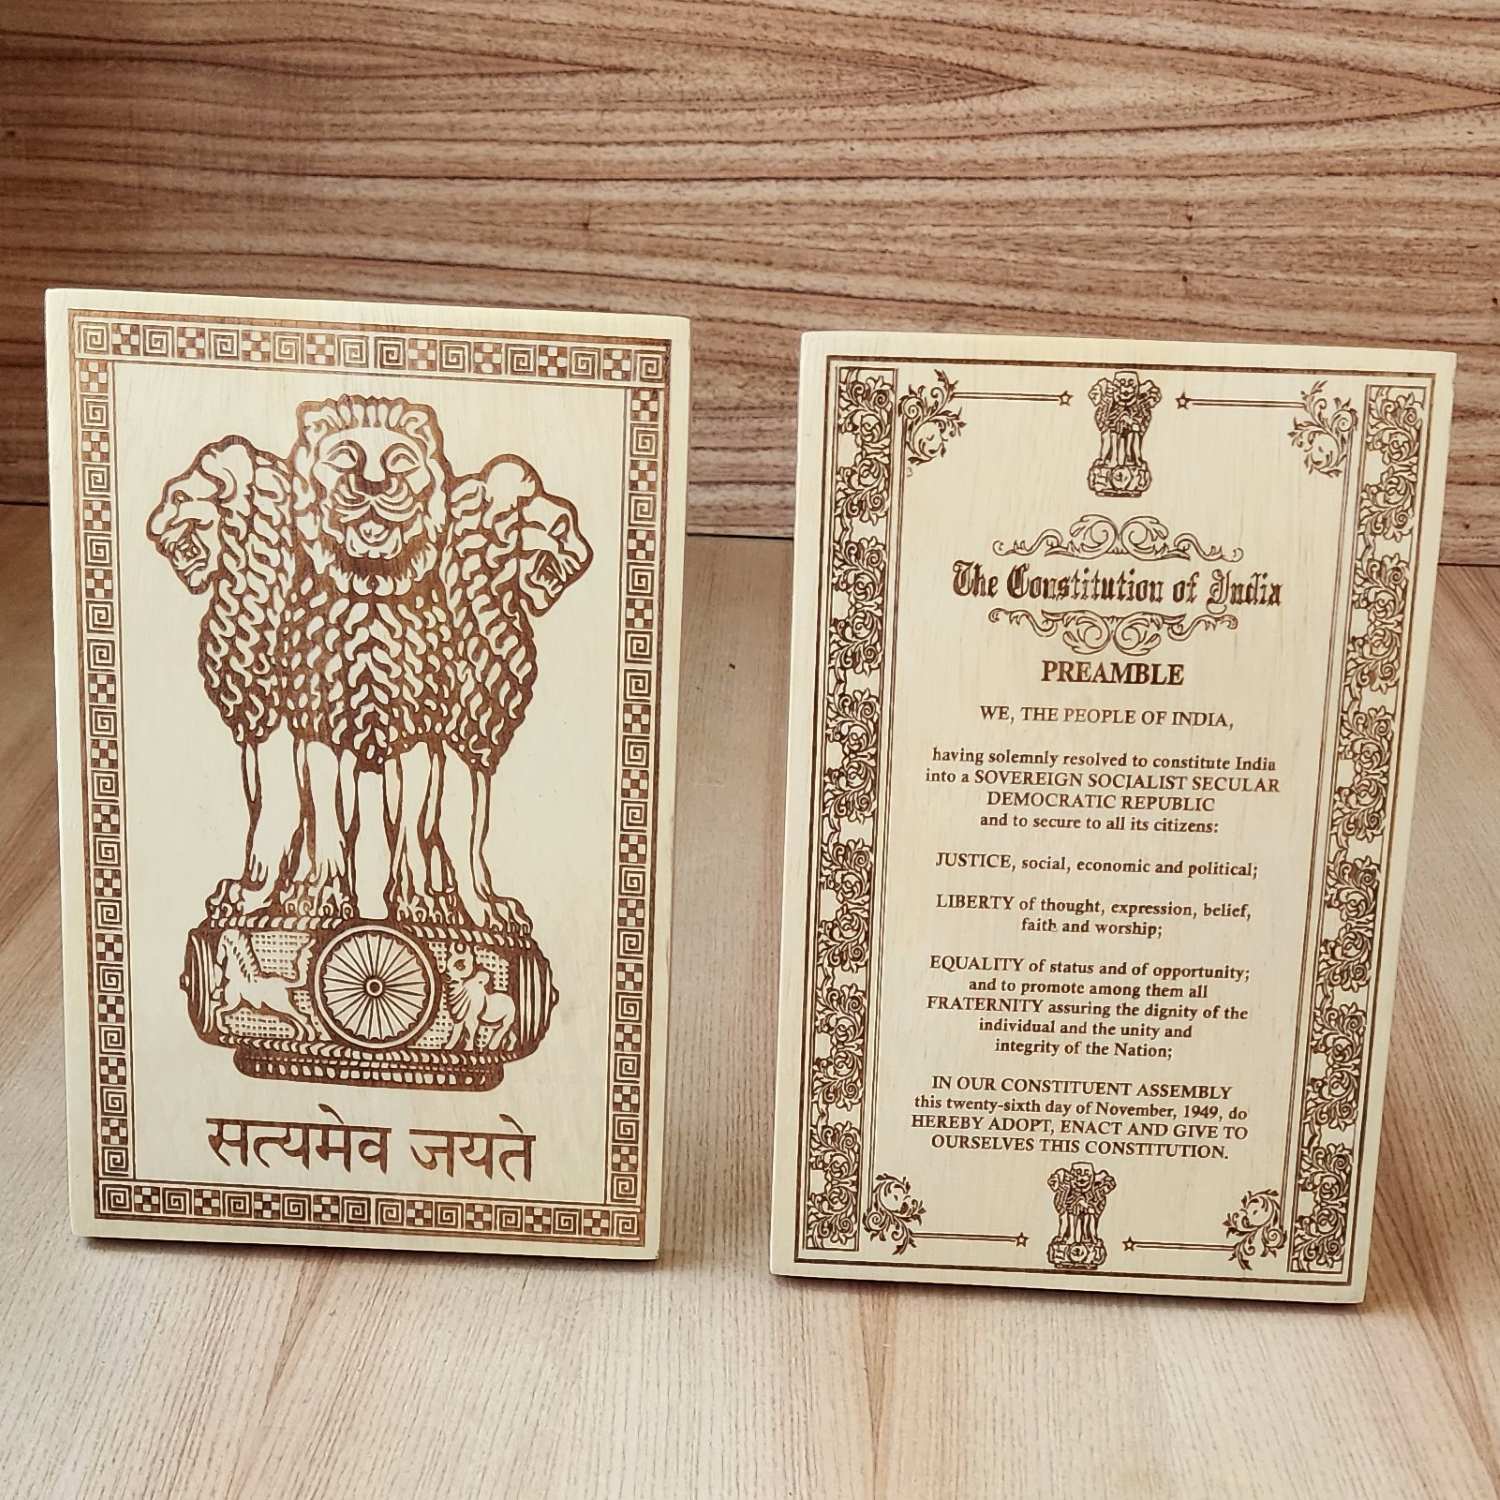 सत्यमेव जयते
The Constitution of India
PREAMBLE
WE, THE PEOPLE OF INDIA,
having solemnly resolved to constitute India
into a SOVEREIGN SOCIALIST SECULAR
DEMOCRATIC REPUBLIC
and to secure to all its citizens:
JUSTICE, social, economic and political;
LIBERTY of thought, expression, belief,
faith and worship;
EQUALITY of status and of opportunity;
and to promote among them all
FRATERNITY assuring the dignity of the
individual and the unity and
integrity of the Nation;
IN OUR CONSTITUENT ASSEMBLY
this twenty-sixth day of November, 1949, do
HEREBY ADOPT, ENACT AND GIVE TO
OURSELVES THIS CONSTITUTION.